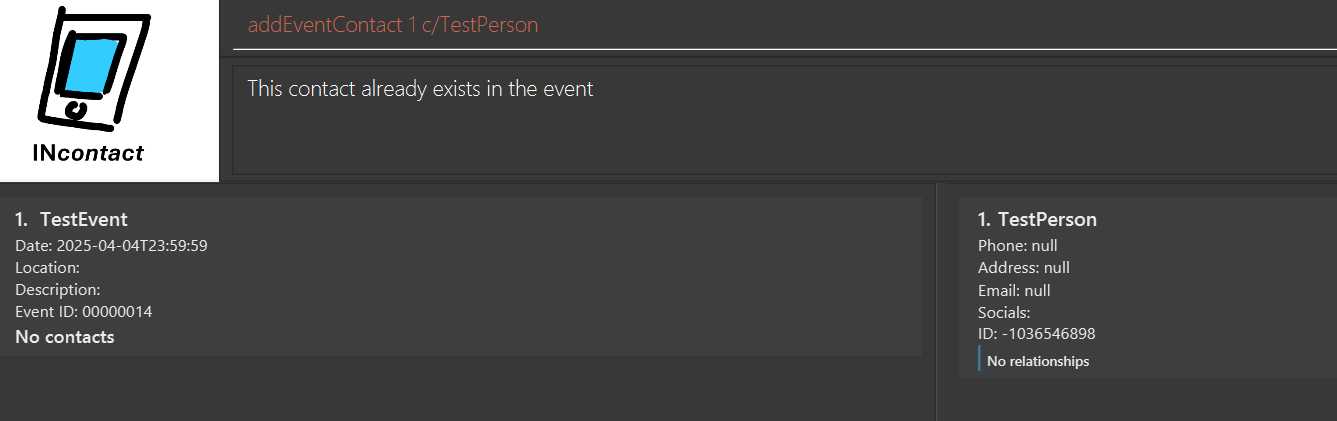 INcontact
addEventContact 1 c/TestPerson
This contact already exists in the event
1. TestEvent
Date: 2025-04-04T23:59:59
Location:
Description:
Event ID: 00000014
No contacts
1. TestPerson
Phone: null
Address: null
Email: null
Socials:
ID: -1036546898
No relationships